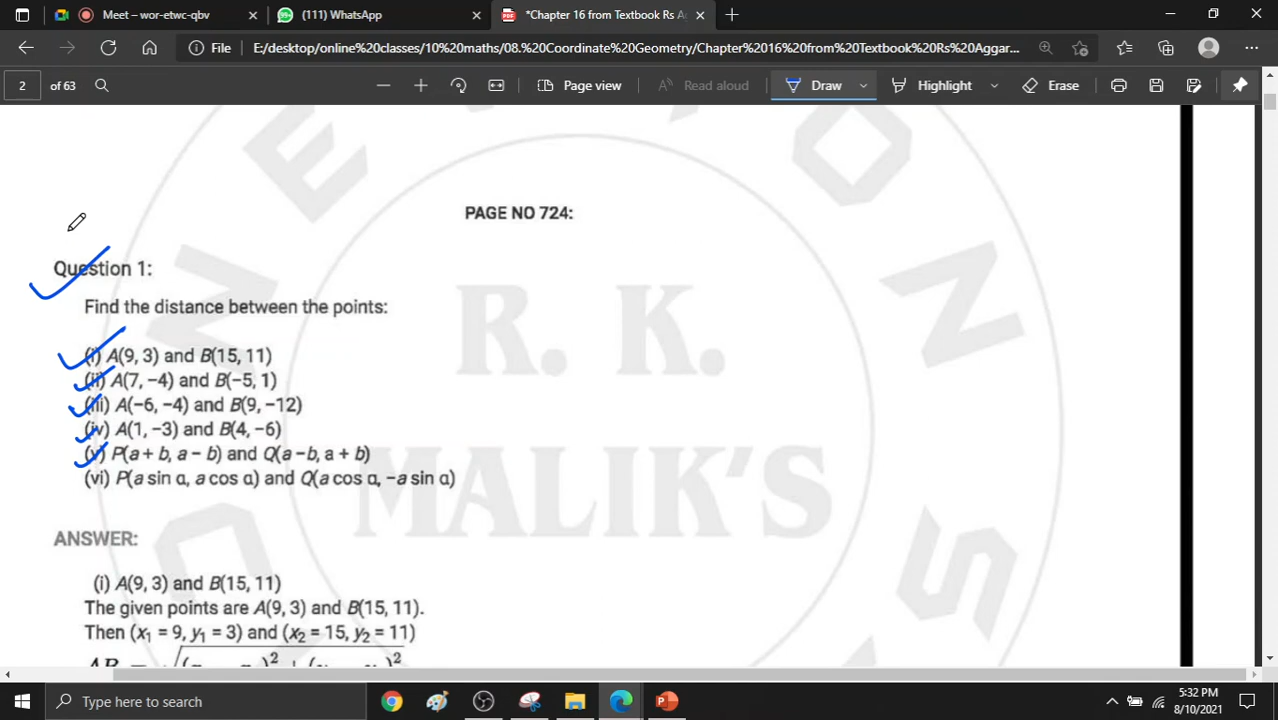 Meet – wor-etwc-qbv
(111) WhatsApp
*Chapter 16 from Textbook Rs Ag
File
E:/desktop/online%20classes/10%20maths/08.%20Coordinate%20Geometry/Chapter%2016%20from%20Textbook%20Rs%20Aggar...
2 of 63
Page view
Read aloud
Draw
Highlight
Erase
PAGE NO 724:
Question 1:
Find the distance between the points:
(i) A(9, 3) and B(15, 11)
(ii) A(7, −4) and B(−5, 1)
(iii) A(−6, −4) and B(9, −12)
(iv) A(1, −3) and B(4, −6)
(v) P(a + b, a − b) and Q(a −b, a + b)
(vi) P(a sin α, a cos α) and Q(a cos α, −a sin α)
R. K.
MALIK'S
ANSWER:
(i) A(9, 3) and B(15, 11)
The given points are A(9, 3) and B(15, 11).
Then (x₁ = 9, y₁ = 3) and (x₂ = 15, y₂ = 11)
Type here to search
5:32 PM
8/10/2021